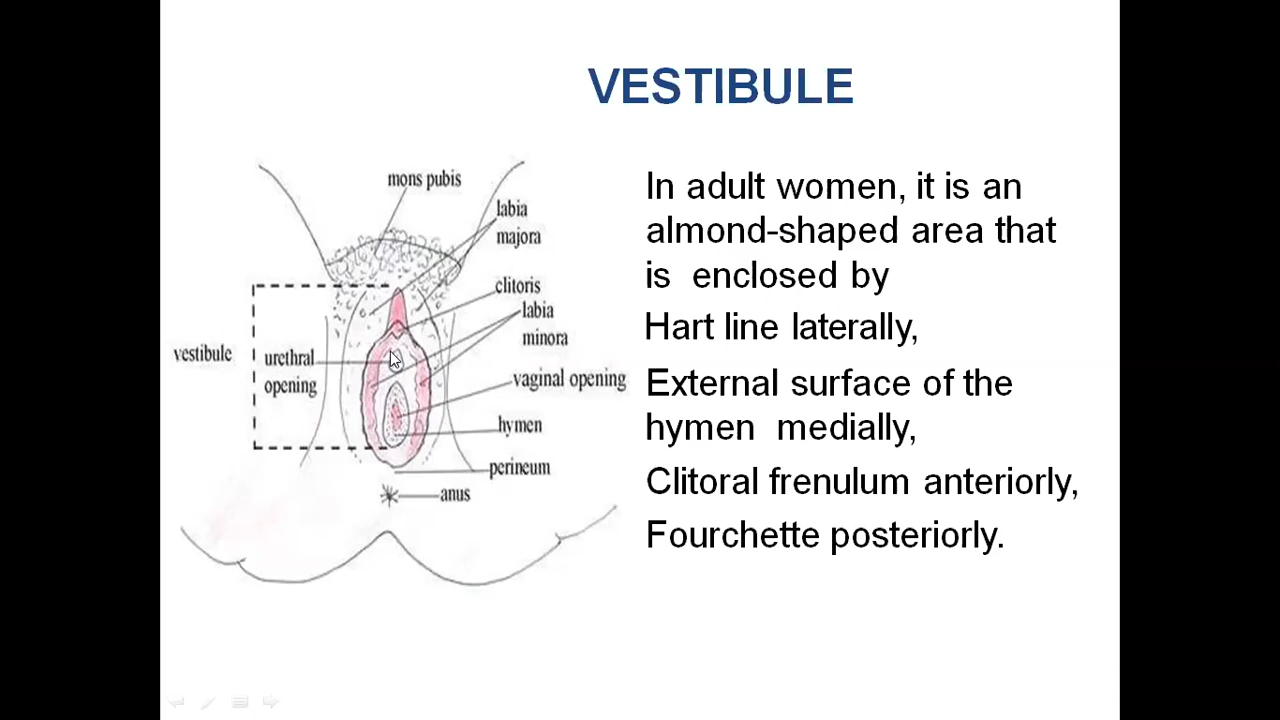 VESTIBULE
mons pubis
labia
majora
clitoris
labia
minora
vestibule
urethral
opening
vaginal opening
hymen
perineum
anus
In adult women, it is an
almond-shaped area that
is enclosed by
Hart line laterally,
External surface of the
hymen medially,
Clitoral frenulum anteriorly,
Fourchette posteriorly.